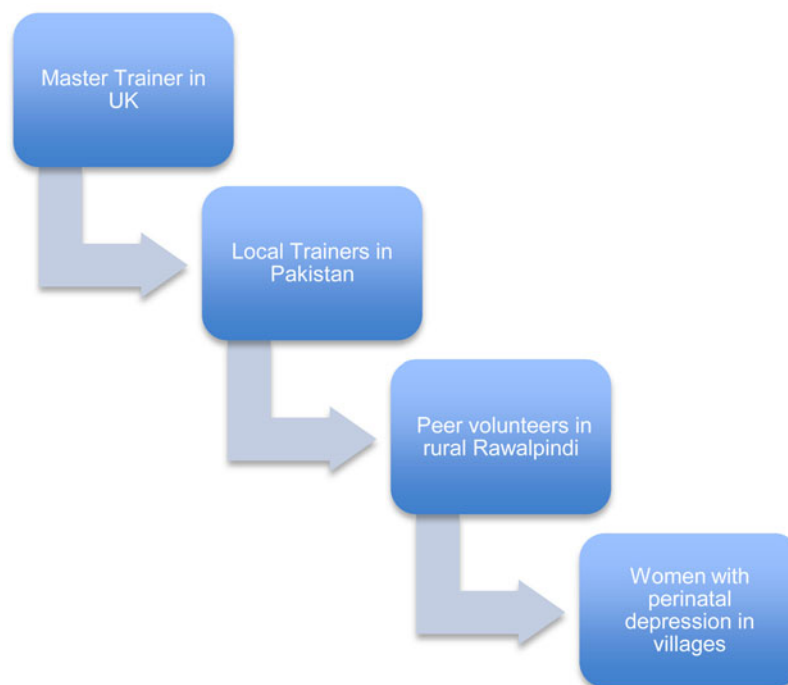 Master Trainer in
UK
Local Trainers in
Pakistan
Peer volunteers in
rural Rawalpindi
Women with
perinatal
depression in
villages